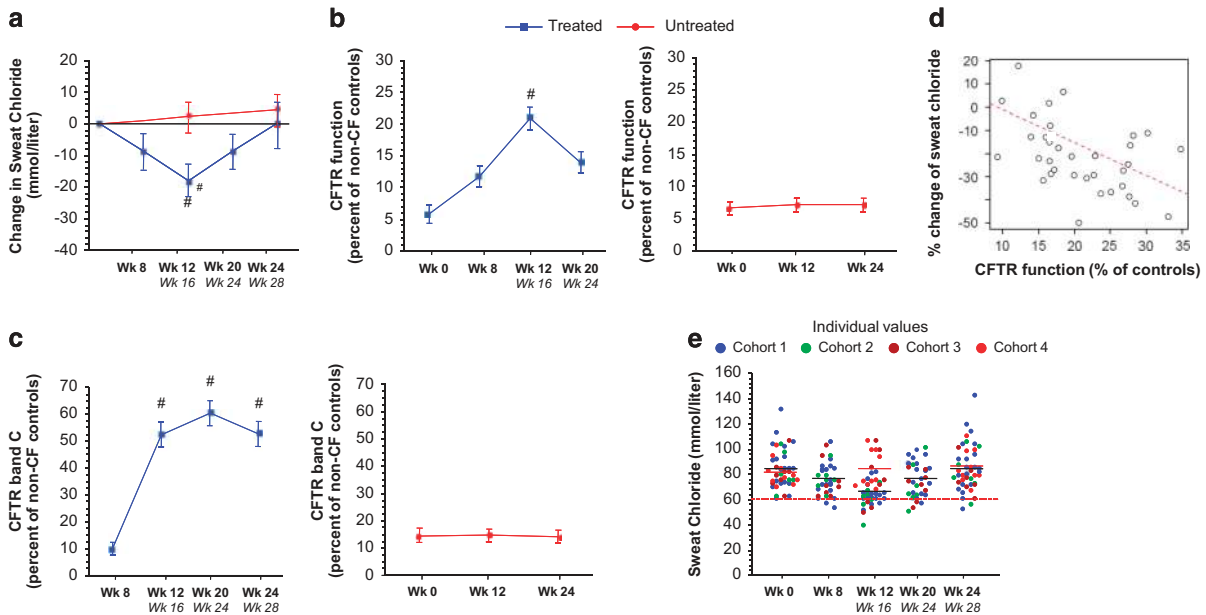 a
Change in Sweat Chloride
(mmol/liter)
20
10
0
-10
-20
-30
-40
#
#
Wk 8 Wk 12 Wk 20 Wk 24
Wk 16 Wk 24 Wk 28
b
Treated Untreated
CFTR function
(percent of non-CF controls)
30
25
20
15
10
5
0
#
Wk 0 Wk 8 Wk 12 Wk 20
Wk 16 Wk 24
CFTR function
(percent of non-CF controls)
30
25
20
15
10
5
0
Wk 0 Wk 12 Wk 24
d
% change of sweat chloride
20
10
0
-10
-20
-30
-50
10 15 20 25 30 35
CFTR function (% of controls)
c
CFTR band C
(percent of non-CF controls)
70
60
50
40
30
20
10
0
# # #
Wk 8 Wk 12 Wk 20 Wk 24
Wk 16 Wk 24 Wk 28
CFTR band C
(percent of non-CF controls)
70
60
50
40
30
20
10
0
Wk 0 Wk 12 Wk 24
e
Individual values
Cohort 1 Cohort 2 Cohort 3 Cohort 4
Sweat Chloride (mmol/liter)
160
140
120
100
80
60
40
20
0
Wk 0 Wk 8 Wk 12 Wk 20 Wk 24
Wk 16 Wk 24 Wk 28